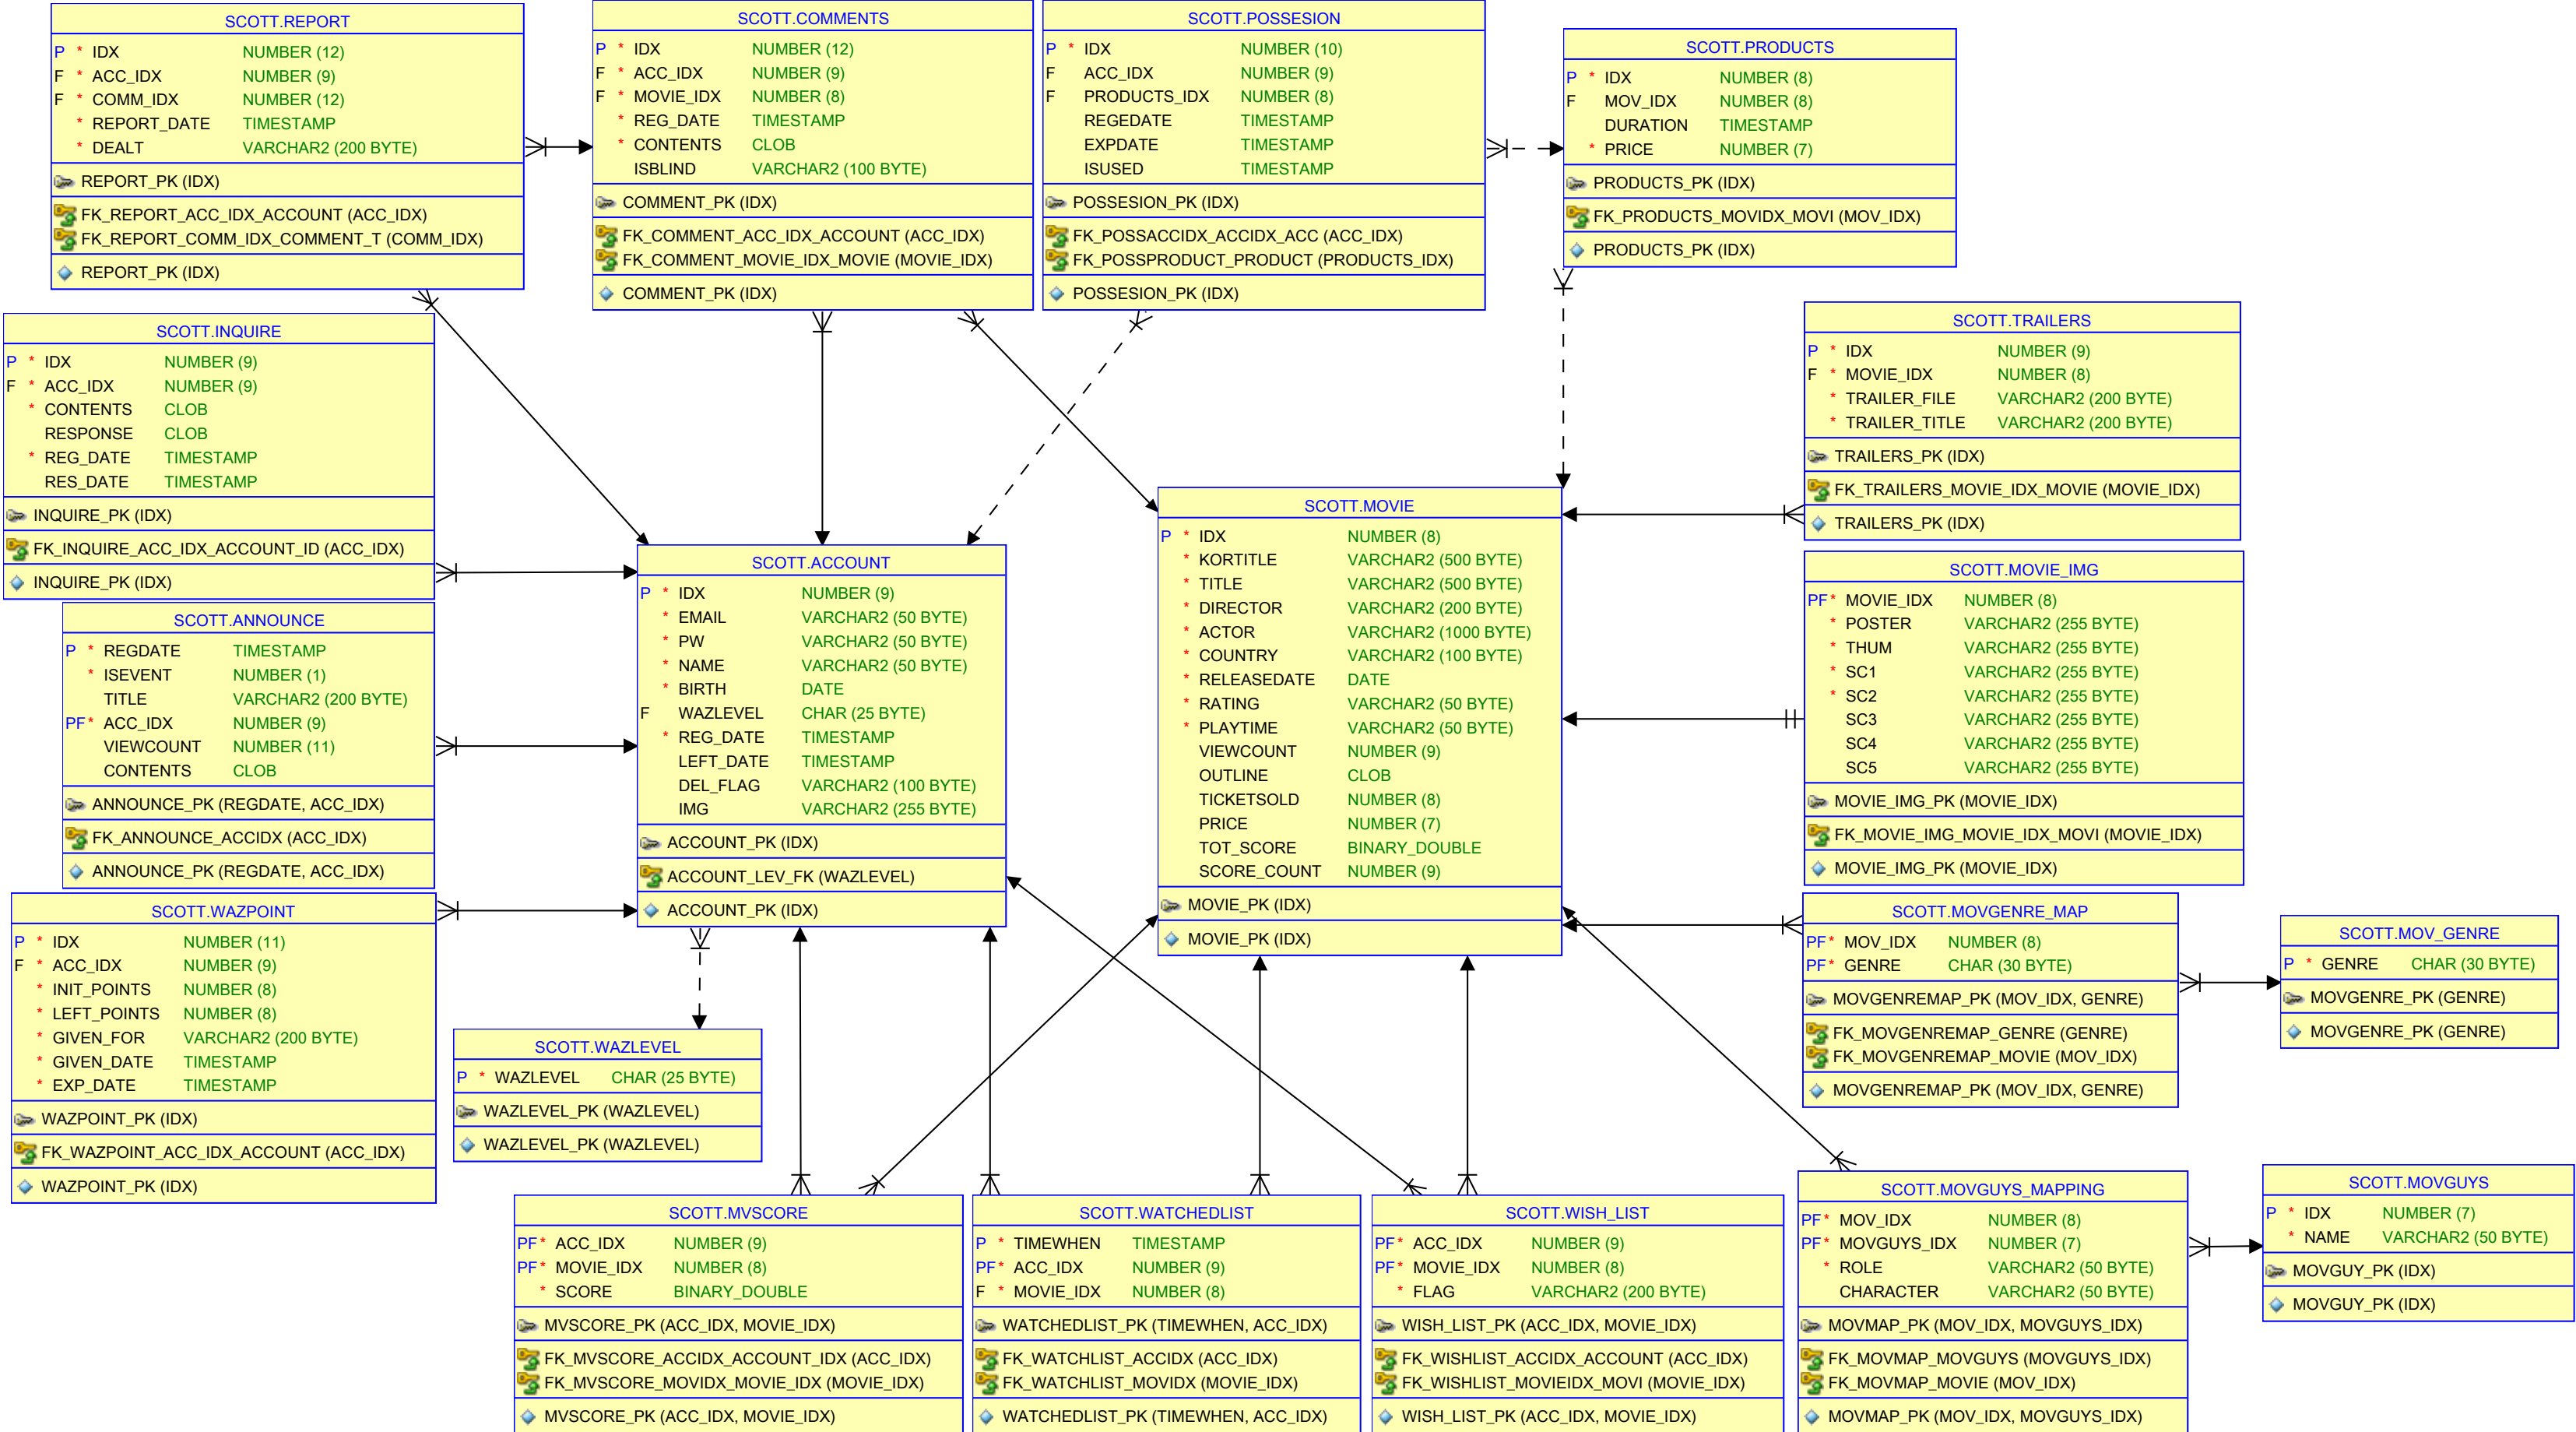 SCOTT.REPORT
P * IDX NUMBER (12)
F * ACC_IDX NUMBER (9)
F * COMM_IDX NUMBER (12)
* REPORT_DATE TIMESTAMP
* DEALT VARCHAR2 (200 BYTE)
REPORT_PK (IDX)
FK_REPORT_ACC_IDX_ACCOUNT (ACC_IDX)
FK_REPORT_COMM_IDX_COMMENT_T (COMM_IDX)
REPORT_PK (IDX)
SCOTT.COMMENTS
P * IDX NUMBER (12)
F * ACC_IDX NUMBER (9)
F * MOVIE_IDX NUMBER (8)
* REG_DATE TIMESTAMP
* CONTENTS CLOB
ISBLIND VARCHAR2 (100 BYTE)
COMMENT_PK (IDX)
FK_COMMENT_ACC_IDX_ACCOUNT (ACC_IDX)
FK_COMMENT_MOVIE_IDX_MOVIE (MOVIE_IDX)
COMMENT_PK (IDX)
SCOTT.POSSESION
P * IDX NUMBER (10)
F ACC_IDX NUMBER (9)
F PRODUCTS_IDX NUMBER (8)
REGEDATE TIMESTAMP
EXPDATE TIMESTAMP
ISUSED TIMESTAMP
POSSESION_PK (IDX)
FK_POSSACCIDX_ACCIDX_ACC (ACC_IDX)
FK_POSSPRODUCT_PRODUCT (PRODUCTS_IDX)
POSSESION_PK (IDX)
SCOTT.PRODUCTS
P * IDX NUMBER (8)
F MOV_IDX NUMBER (8)
DURATION TIMESTAMP
* PRICE NUMBER (7)
PRODUCTS_PK (IDX)
FK_PRODUCTS_MOVIDX_MOVI (MOV_IDX)
PRODUCTS_PK (IDX)
SCOTT.INQUIRE
P * IDX NUMBER (9)
F * ACC_IDX NUMBER (9)
* CONTENTS CLOB
RESPONSE CLOB
* REG_DATE TIMESTAMP
RES_DATE TIMESTAMP
INQUIRE_PK (IDX)
FK_INQUIRE_ACC_IDX_ACCOUNT_ID (ACC_IDX)
INQUIRE_PK (IDX)
SCOTT.TRAILERS
P * IDX NUMBER (9)
F * MOVIE_IDX NUMBER (8)
* TRAILER_FILE VARCHAR2 (200 BYTE)
* TRAILER_TITLE VARCHAR2 (200 BYTE)
TRAILERS_PK (IDX)
FK_TRAILERS_MOVIE_IDX_MOVIE (MOVIE_IDX)
TRAILERS_PK (IDX)
SCOTT.ANNOUNCE
P * REGDATE TIMESTAMP
* ISEVENT NUMBER (1)
TITLE VARCHAR2 (200 BYTE)
PF* ACC_IDX NUMBER (9)
VIEWCOUNT NUMBER (11)
CONTENTS CLOB
ANNOUNCE_PK (REGDATE, ACC_IDX)
FK_ANNOUNCE_ACCIDX (ACC_IDX)
ANNOUNCE_PK (REGDATE, ACC_IDX)
SCOTT.ACCOUNT
P * IDX NUMBER (9)
* EMAIL VARCHAR2 (50 BYTE)
* PW VARCHAR2 (50 BYTE)
* NAME VARCHAR2 (50 BYTE)
* BIRTH DATE
F WAZLEVEL CHAR (25 BYTE)
* REG_DATE TIMESTAMP
LEFT_DATE TIMESTAMP
DEL_FLAG VARCHAR2 (100 BYTE)
IMG VARCHAR2 (255 BYTE)
ACCOUNT_PK (IDX)
ACCOUNT_LEV_FK (WAZLEVEL)
ACCOUNT_PK (IDX)
SCOTT.MOVIE
P * IDX NUMBER (8)
* KORTITLE VARCHAR2 (500 BYTE)
* TITLE VARCHAR2 (500 BYTE)
* DIRECTOR VARCHAR2 (200 BYTE)
* ACTOR VARCHAR2 (1000 BYTE)
* COUNTRY VARCHAR2 (100 BYTE)
* RELEASEDATE DATE
* RATING VARCHAR2 (50 BYTE)
* PLAYTIME VARCHAR2 (50 BYTE)
VIEWCOUNT NUMBER (9)
OUTLINE CLOB
TICKETSOLD NUMBER (8)
PRICE NUMBER (7)
TOT_SCORE BINARY_DOUBLE
SCORE_COUNT NUMBER (9)
MOVIE_PK (IDX)
MOVIE_PK (IDX)
SCOTT.MOVIE_IMG
PF* MOVIE_IDX NUMBER (8)
* POSTER VARCHAR2 (255 BYTE)
* THUM VARCHAR2 (255 BYTE)
* SC1 VARCHAR2 (255 BYTE)
* SC2 VARCHAR2 (255 BYTE)
SC3 VARCHAR2 (255 BYTE)
SC4 VARCHAR2 (255 BYTE)
SC5 VARCHAR2 (255 BYTE)
MOVIE_IMG_PK (MOVIE_IDX)
FK_MOVIE_IMG_MOVIE_IDX_MOVI (MOVIE_IDX)
MOVIE_IMG_PK (MOVIE_IDX)
SCOTT.WAZPOINT
P * IDX NUMBER (11)
F * ACC_IDX NUMBER (9)
* INIT_POINTS NUMBER (8)
* LEFT_POINTS NUMBER (8)
* GIVEN_FOR VARCHAR2 (200 BYTE)
* GIVEN_DATE TIMESTAMP
* EXP_DATE TIMESTAMP
WAZPOINT_PK (IDX)
FK_WAZPOINT_ACC_IDX_ACCOUNT (ACC_IDX)
WAZPOINT_PK (IDX)
SCOTT.WAZLEVEL
P * WAZLEVEL CHAR (25 BYTE)
WAZLEVEL_PK (WAZLEVEL)
WAZLEVEL_PK (WAZLEVEL)
SCOTT.MOVGENRE_MAP
PF* MOV_IDX NUMBER (8)
PF* GENRE CHAR (30 BYTE)
MOVGENREMAP_PK (MOV_IDX, GENRE)
FK_MOVGENREMAP_GENRE (GENRE)
FK_MOVGENREMAP_MOVIE (MOV_IDX)
MOVGENREMAP_PK (MOV_IDX, GENRE)
SCOTT.MOV_GENRE
P * GENRE CHAR (30 BYTE)
MOVGENRE_PK (GENRE)
MOVGENRE_PK (GENRE)
SCOTT.MVSCORE
PF* ACC_IDX NUMBER (9)
PF* MOVIE_IDX NUMBER (8)
* SCORE BINARY_DOUBLE
MVSCORE_PK (ACC_IDX, MOVIE_IDX)
FK_MVSCORE_ACCIDX_ACCOUNT_IDX (ACC_IDX)
FK_MVSCORE_MOVIDX_MOVIE_IDX (MOVIE_IDX)
MVSCORE_PK (ACC_IDX, MOVIE_IDX)
SCOTT.WATCHEDLIST
P * TIMEWHEN TIMESTAMP
PF* ACC_IDX NUMBER (9)
F * MOVIE_IDX NUMBER (8)
WATCHEDLIST_PK (TIMEWHEN, ACC_IDX)
FK_WATCHLIST_ACCIDX (ACC_IDX)
FK_WATCHLIST_MOVIDX (MOVIE_IDX)
WATCHEDLIST_PK (TIMEWHEN, ACC_IDX)
SCOTT.WISH_LIST
PF* ACC_IDX NUMBER (9)
PF* MOVIE_IDX NUMBER (8)
* FLAG VARCHAR2 (200 BYTE)
WISH_LIST_PK (ACC_IDX, MOVIE_IDX)
FK_WISHLIST_ACCIDX_ACCOUNT (ACC_IDX)
FK_WISHLIST_MOVIEIDX_MOVI (MOVIE_IDX)
WISH_LIST_PK (ACC_IDX, MOVIE_IDX)
SCOTT.MOVGUYS_MAPPING
PF* MOV_IDX NUMBER (8)
PF* MOVGUYS_IDX NUMBER (7)
* ROLE VARCHAR2 (50 BYTE)
CHARACTER VARCHAR2 (50 BYTE)
MOVMAP_PK (MOV_IDX, MOVGUYS_IDX)
FK_MOVMAP_MOVGUYS (MOVGUYS_IDX)
FK_MOVMAP_MOVIE (MOV_IDX)
MOVMAP_PK (MOV_IDX, MOVGUYS_IDX)
SCOTT.MOVGUYS
P * IDX NUMBER (7)
* NAME VARCHAR2 (50 BYTE)
MOVGUY_PK (IDX)
MOVGUY_PK (IDX)